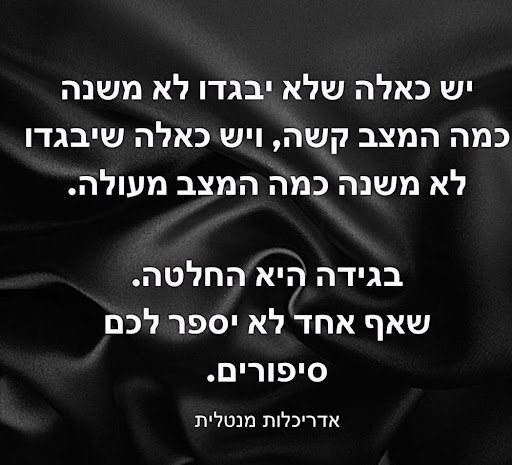 יש כאלה שלא יבגדו לא משנה
כמה המצב קשה, ויש כאלה שיבגדו
לא משנה כמה המצב מעולה.
בגידה היא החלטה.
שאף אחד לא יספר לכם
סיפורים.
אדריכלות מנטלית